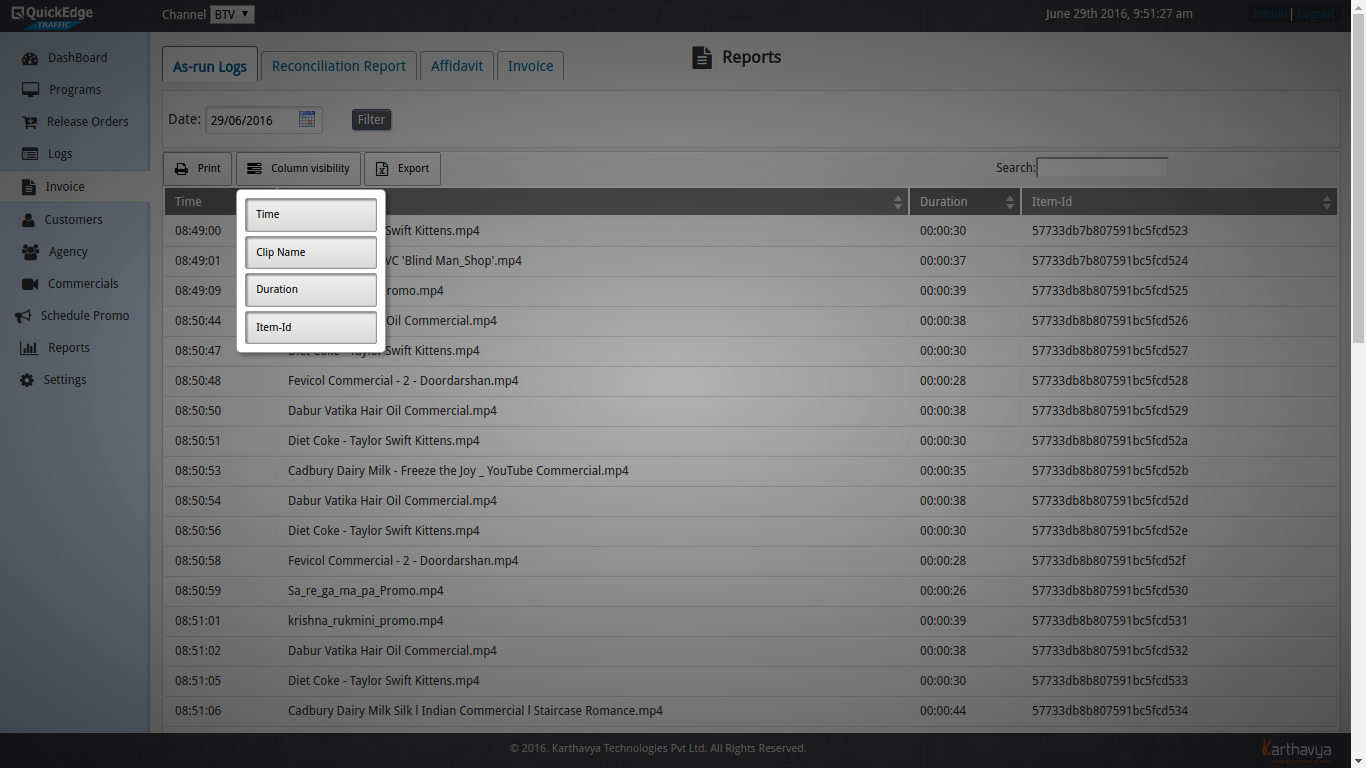 QuickEdge
TRAFFIC
Channel BTV
June 29th 2016, 9:51:27 am
admin | Logout
DashBoard
Programs
Release Orders
Logs
Invoice
Customers
Agency
Commercials
Schedule Promo
Reports
Settings
As-run Logs
Reconciliation Report
Affidavit
Invoice
Reports
Date: 29/06/2016
Filter
Print
Column visibility
Export
Search:
Time
Duration
Item-Id
Time
Clip Name
Duration
Item-Id
08:49:00 Swift Kittens.mp4 00:00:30 57733db7b807591bc5fcd523
08:49:01 'Blind Man_Shop'.mp4 00:00:37 57733db7b807591bc5fcd524
08:49:09 romo.mp4 00:00:39 57733db8b807591bc5fcd525
08:50:44 Oil Commercial.mp4 00:00:38 57733db8b807591bc5fcd526
08:50:47 Diet Coke - Taylor Swift Kittens.mp4 00:00:30 57733db8b807591bc5fcd527
08:50:48 Fevicol Commercial - 2 - Doordarshan.mp4 00:00:28 57733db8b807591bc5fcd528
08:50:50 Dabur Vatika Hair Oil Commercial.mp4 00:00:38 57733db8b807591bc5fcd529
08:50:51 Diet Coke - Taylor Swift Kittens.mp4 00:00:30 57733db8b807591bc5fcd52a
08:50:53 Cadbury Dairy Milk - Freeze the Joy _ YouTube Commercial.mp4 00:00:35 57733db8b807591bc5fcd52b
08:50:54 Dabur Vatika Hair Oil Commercial.mp4 00:00:38 57733db8b807591bc5fcd52d
08:50:56 Diet Coke - Taylor Swift Kittens.mp4 00:00:30 57733db8b807591bc5fcd52e
08:50:58 Fevicol Commercial - 2 - Doordarshan.mp4 00:00:28 57733db8b807591bc5fcd52f
08:50:59 Sa_re_ga_ma_pa_Promo.mp4 00:00:26 57733db8b807591bc5fcd530
08:51:01 krishna_rukmini_promo.mp4 00:00:39 57733db8b807591bc5fcd531
08:51:02 Dabur Vatika Hair Oil Commercial.mp4 00:00:38 57733db8b807591bc5fcd532
08:51:05 Diet Coke - Taylor Swift Kittens.mp4 00:00:30 57733db8b807591bc5fcd533
08:51:06 Cadbury Dairy Milk Silk l Indian Commercial l Staircase Romance.mp4 00:00:44 57733db8b807591bc5fcd534
© 2016. Karthavya Technologies Pvt Ltd. All Rights Reserved.
Karthavya